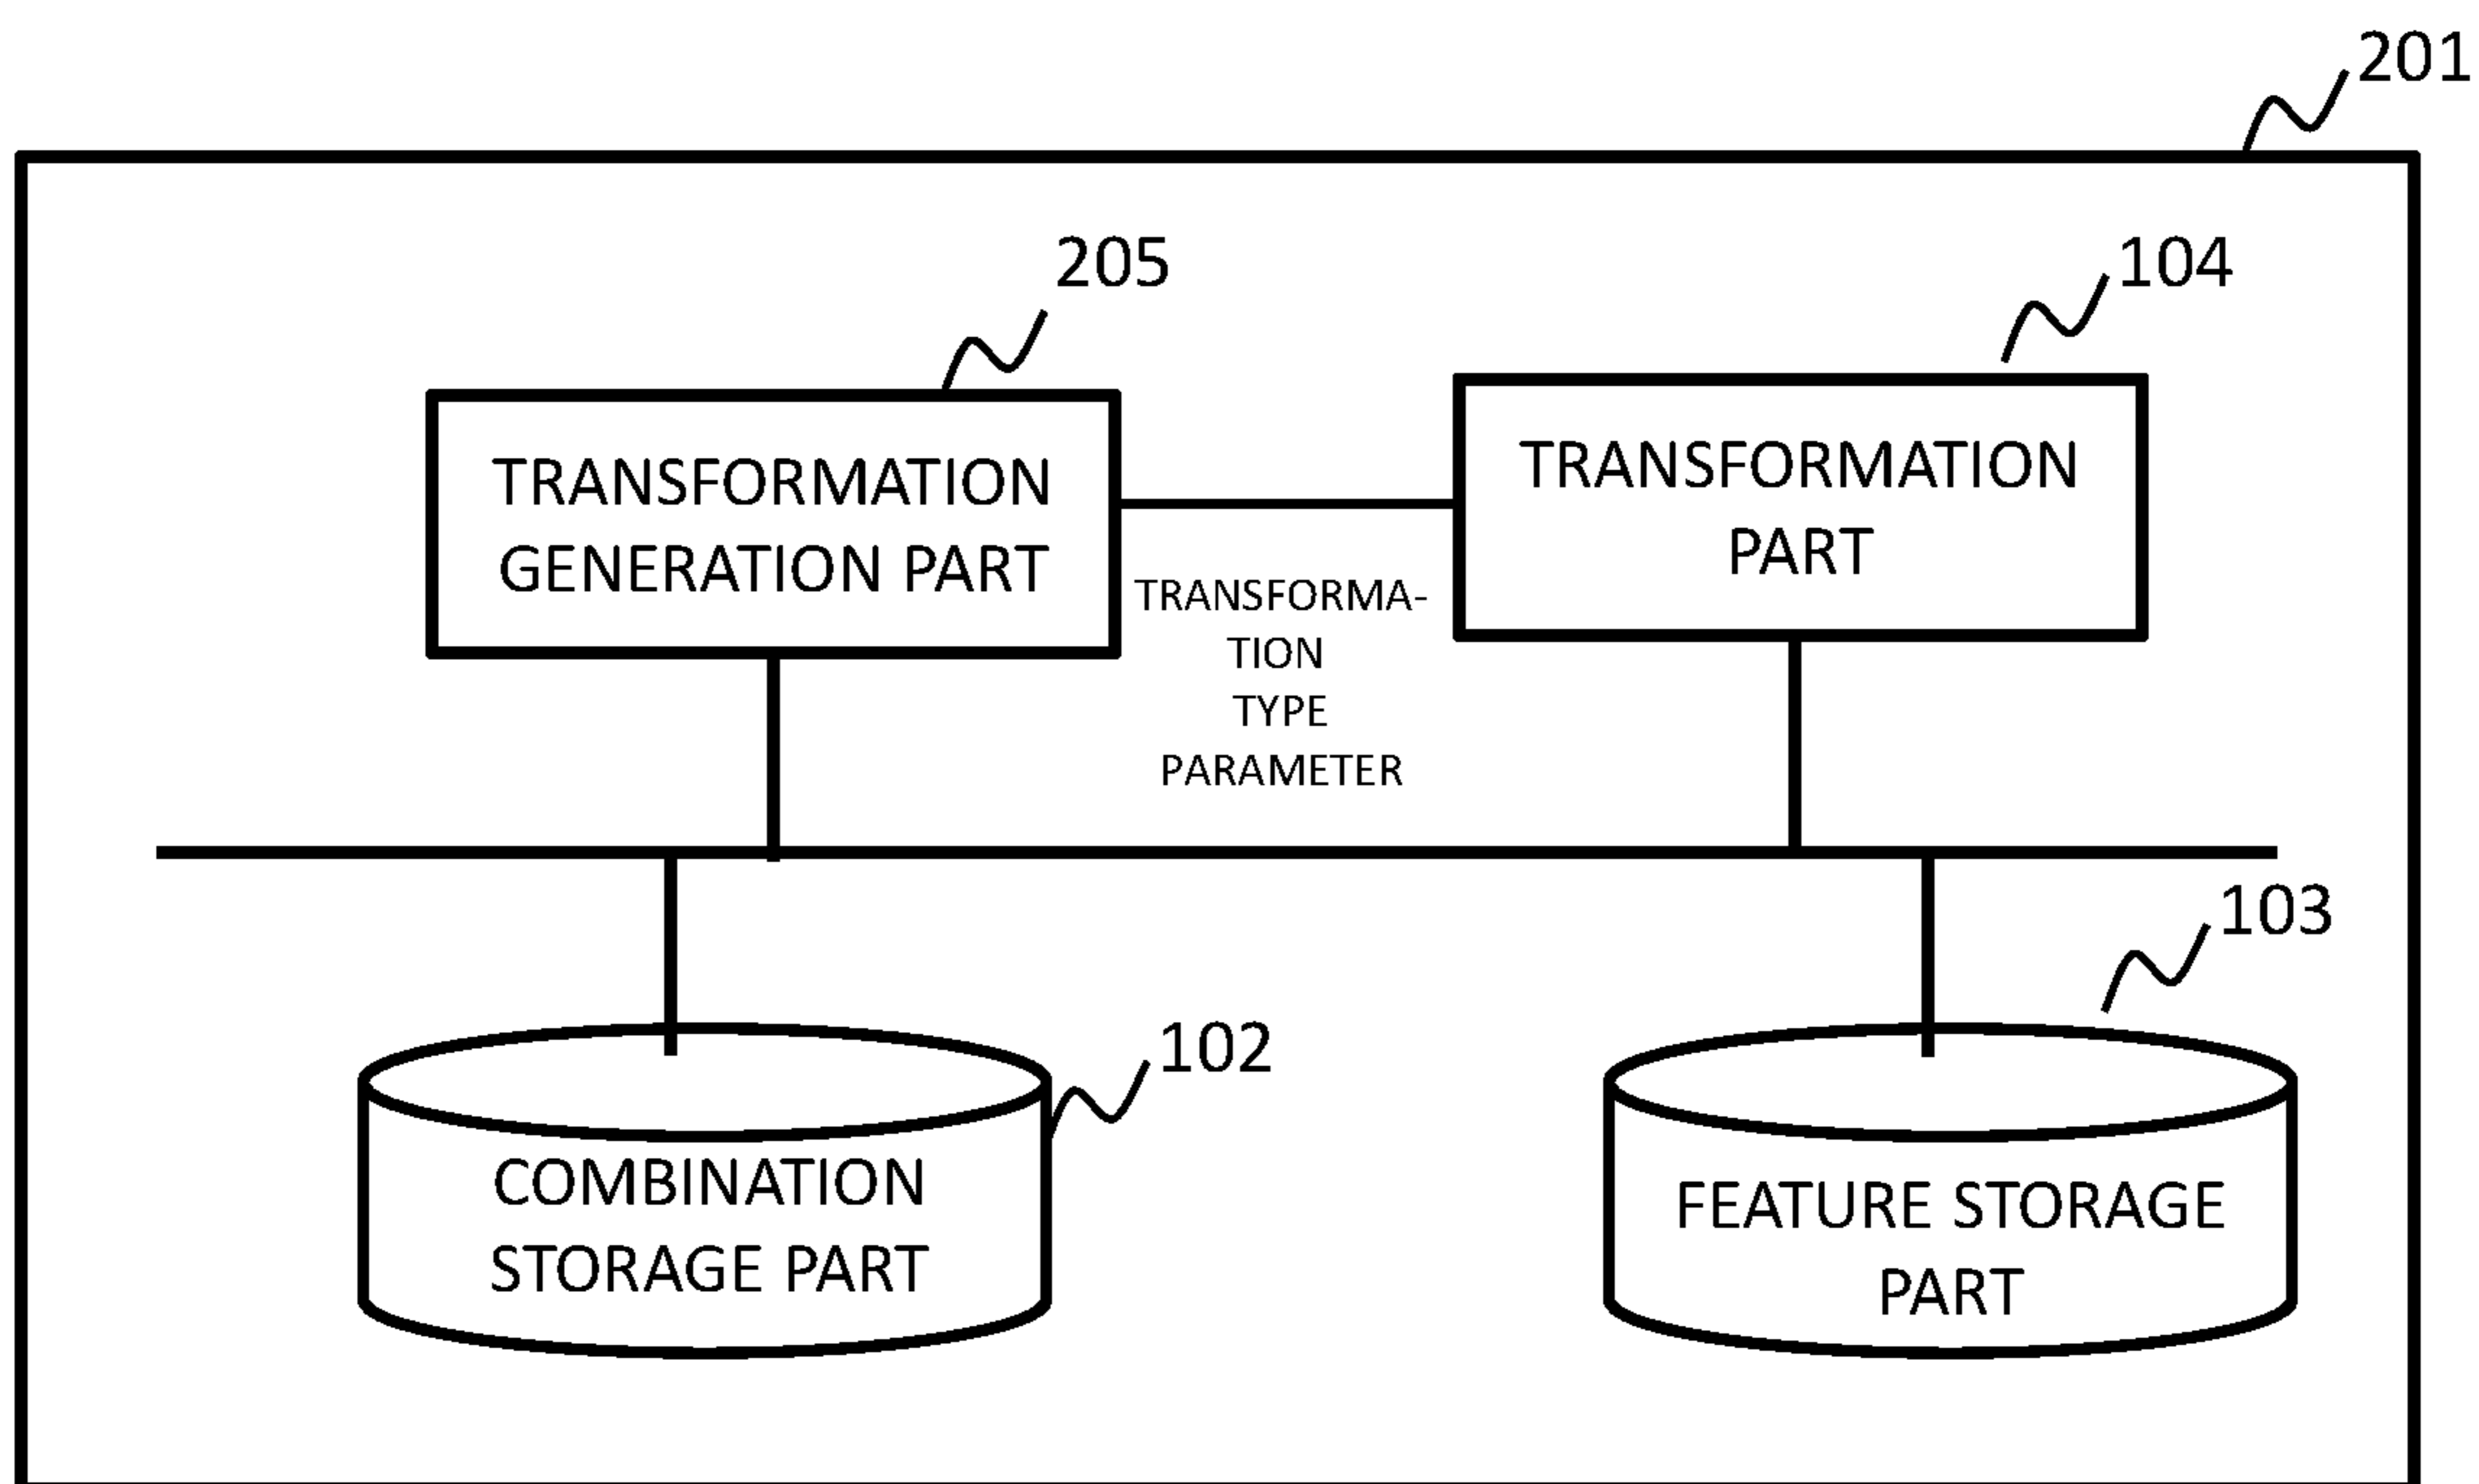 201
205
104
TRANSFORMATION
GENERATION PART
TRANSFORMATION
PART
TRANSFORMA-
TION
TYPE
PARAMETER
103
102
COMBINATION
STORAGE PART
FEATURE STORAGE
PART